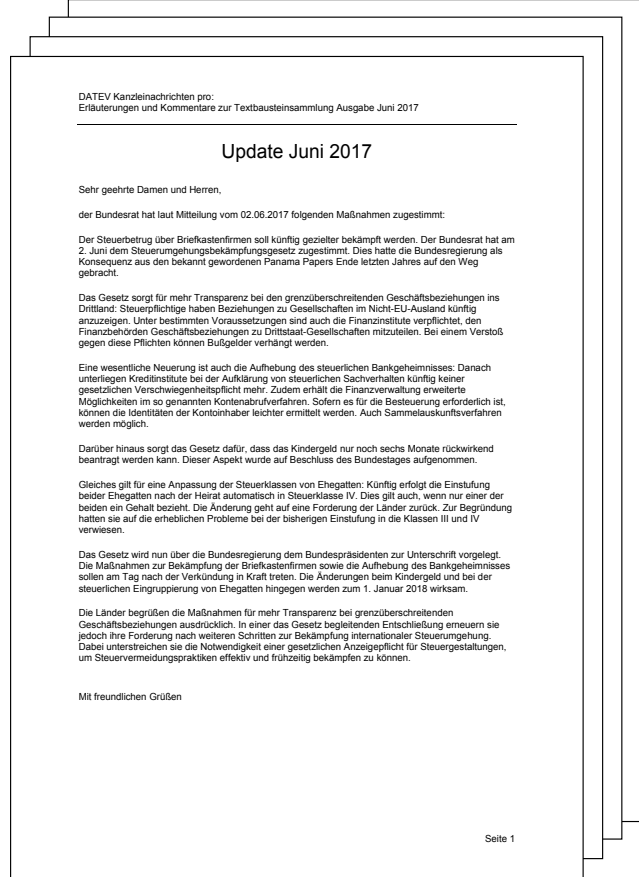 DATEV Kanzleinachrichten pro:
Erläuterungen und Kommentare zur Textbausteinsammlung Ausgabe Juni 2017
Update Juni 2017
Sehr geehrte Damen und Herren,
der Bundesrat hat laut Mitteilung vom 02.06.2017 folgenden Maßnahmen zugestimmt:
Der Steuerbetrug über Briefkastenfirmen soll künftig gezielter bekämpft werden. Der Bundesrat hat am
2. Juni dem Steuerumgehungsbekämpfungsgesetz zugestimmt. Dies hatte die Bundesregierung als
Konsequenz aus den bekannt gewordenen Panama Papers Ende letzten Jahres auf den Weg
gebracht.
Das Gesetz sorgt für mehr Transparenz bei den grenzüberschreitenden Geschäftsbeziehungen ins
Drittland: Steuerpflichtige haben Beziehungen zu Gesellschaften im Nicht-EU-Ausland künftig
anzuzeigen. Unter bestimmten Voraussetzungen sind auch die Finanzinstitute verpflichtet, den
Finanzbehörden Geschäftsbeziehungen zu Drittstaat-Gesellschaften mitzuteilen. Bei einem Verstoß
gegen diese Pflichten können Bußgelder verhängt werden.
Eine wesentliche Neuerung ist auch die Aufhebung des steuerlichen Bankgeheimnisses: Danach
unterliegen Kreditinstitute bei der Aufklärung von steuerlichen Sachverhalten künftig keiner
gesetzlichen Verschwiegenheitspflicht mehr. Zudem erhält die Finanzverwaltung erweiterte
Möglichkeiten im so genannten Kontenabrufverfahren. Sofern es für die Besteuerung erforderlich ist,
können die Identitäten der Kontoinhaber leichter ermittelt werden. Auch Sammelauskunftsverfahren
werden möglich.
Darüber hinaus sorgt das Gesetz dafür, dass das Kindergeld nur noch sechs Monate rückwirkend
beantragt werden kann. Dieser Aspekt wurde auf Beschluss des Bundestages aufgenommen.
Gleiches gilt für eine Anpassung der Steuerklassen von Ehegatten: Künftig erfolgt die Einstufung
beider Ehegatten nach der Heirat automatisch in Steuerklasse IV. Dies gilt auch, wenn nur einer der
beiden ein Gehalt bezieht. Die Änderung geht auf eine Forderung der Länder zurück. Zur Begründung
hatten sie auf die erheblichen Probleme bei der bisherigen Einstufung in die Klassen III und IV
verwiesen.
Das Gesetz wird nun über die Bundesregierung dem Bundespräsidenten zur Unterschrift vorgelegt.
Die Maßnahmen zur Bekämpfung der Briefkastenfirmen sowie die Aufhebung des Bankgeheimnisses
sollen am Tag nach der Verkündung in Kraft treten. Die Änderungen beim Kindergeld und bei der
steuerlichen Eingruppierung von Ehegatten hingegen werden zum 1. Januar 2018 wirksam.
Die Länder begrüßen die Maßnahmen für mehr Transparenz bei grenzüberschreitenden
Geschäftsbeziehungen ausdrücklich. In einer das Gesetz begleitenden Entschließung erneuern sie
jedoch ihre Forderung nach weiteren Schritten zur Bekämpfung internationaler Steuerumgehung.
Dabei unterstreichen sie die Notwendigkeit einer gesetzlichen Anzeigepflicht für Steuergestaltungen,
um Steuervermeidungspraktiken effektiv und frühzeitig bekämpfen zu können.
Mit freundlichen Grüßen
Seite 1